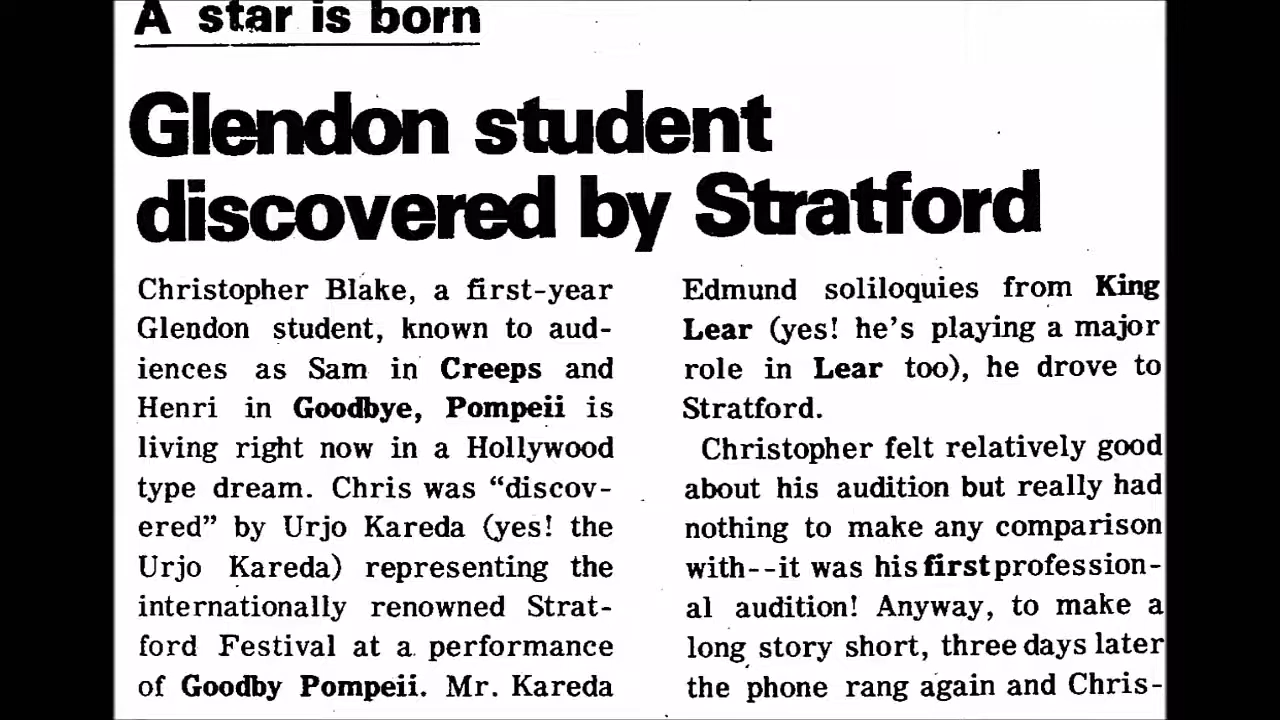 A star is born
Glendon student
discovered by Stratford
Christopher Blake, a first-year
Glendon student, known to aud-
iences as Sam in Creeps and
Henri in Goodbye, Pompeii is
living right now in a Hollywood
type dream. Chris was “discov-
ered” by Urjo Kareda (yes! the
Urjo Kareda) representing the
internationally renowned Strat-
ford Festival at a performance
of Goodby Pompeii. Mr. Kareda
Edmund soliloquies from King
Lear (yes! he's playing a major
role in Lear too), he drove to
Stratford.
Christopher felt relatively good
about his audition but really had
nothing to make any comparison
with--it was his first profession-
al audition! Anyway, to make a
long story short, three days later
the phone rang again and Chris-